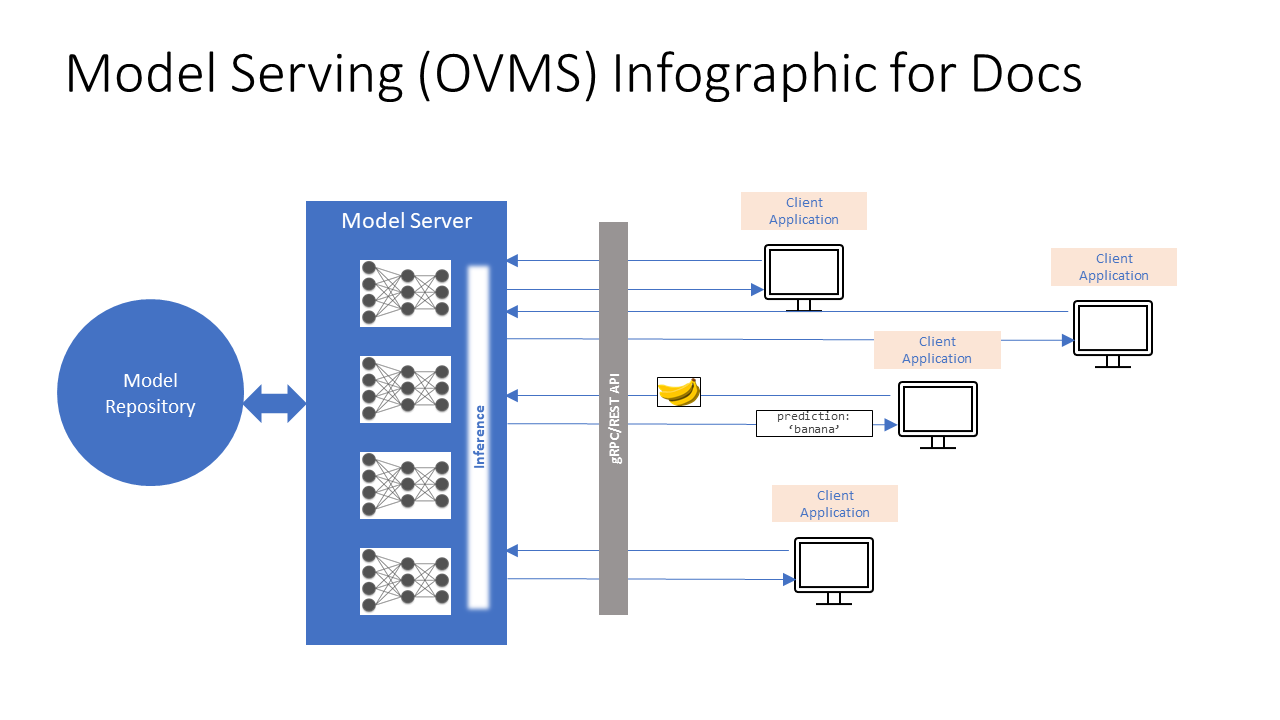 Model Serving (OVMS) Infographic for Docs
Model Server
Client
Application
Client
Application
Client
Application
Model
Repository
Inference
gRPC/REST API
prediction:
‘banana’
Client
Application